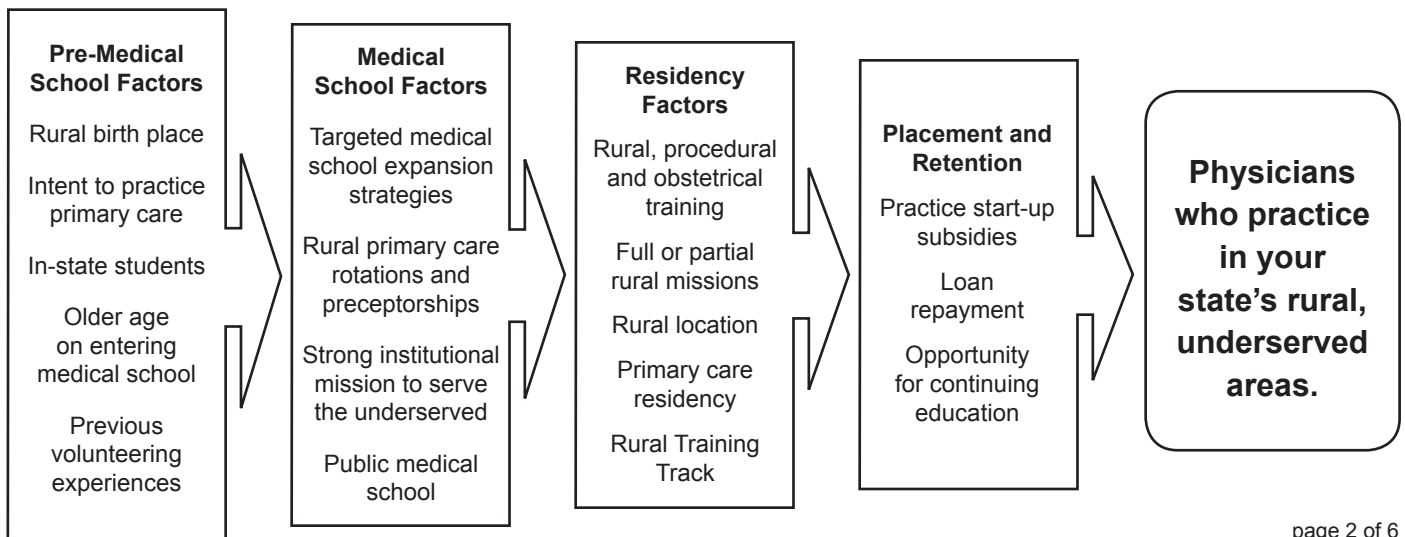 Pre-Medical
School Factors
Rural birth place
Intent to practice
primary care
In-state students
Older age
on entering
medical school
Previous
volunteering
experiences
Medical
School Factors
Targeted medical
school expansion
strategies
Rural primary care
rotations and
preceptorships
Strong institutional
mission to serve
the underserved
Public medical
school
Residency
Factors
Rural, procedural
and obstetrical
training
Full or partial
rural missions
Rural location
Primary care
residency
Rural Training
Track
Placement and
Retention
Practice start-up
subsidies
Loan
repayment
Opportunity
for continuing
education
Physicians
who practice
in your
state’s rural,
underserved
areas.
page 2 of 6